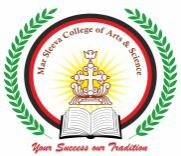 Mar Sleeva College of Arts & Science
Your Success our Tradition